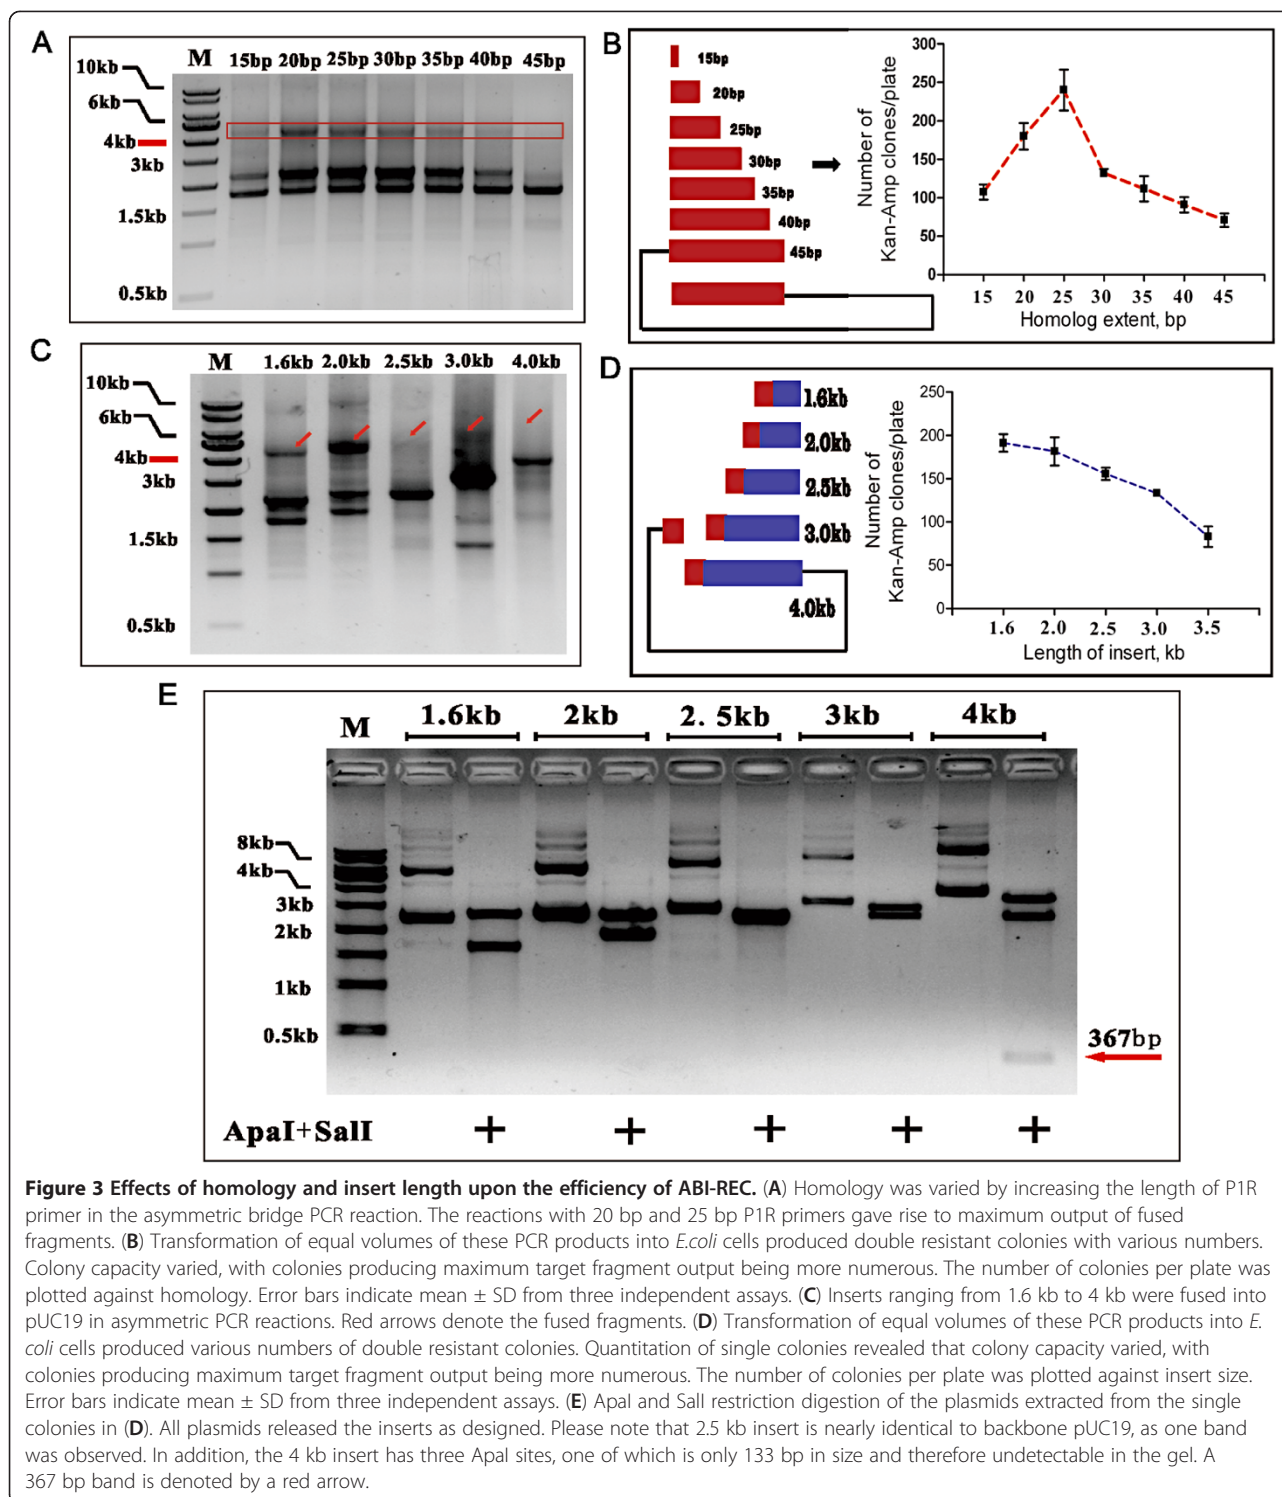 A
M 15bp 20bp 25bp 30bp 35bp 40bp 45bp
10kb
6kb
4kb
3kb
1.5kb
0.5kb
B
15bp
20bp
25bp
30bp
35bp
40bp
45bp
Number of
Kan-Amp clones/plate
300
250
200
150
100
50
0
15 20 25 30 35 40 45
Homolog extent, bp
C
M 1.6kb 2.0kb 2.5kb 3.0kb 4.0kb
10kb
6kb
4kb
3kb
1.5kb
0.5kb
D
1.6kb
2.0kb
2.5kb
3.0kb
4.0kb
Number of
Kan-Amp clones/plate
250
200
150
100
50
0
1.6 2.0 2.5 3.0 3.5
Length of insert, kb
E
M 1.6kb 2kb 2.5kb 3kb 4kb
8kb
4kb
3kb
2kb
1kb
0.5kb
367bp
ApaI+SalI + + + + +
Figure 3 Effects of homology and insert length upon the efficiency of ABI-REC. (A) Homology was varied by increasing the length of P1R
primer in the asymmetric bridge PCR reaction. The reactions with 20 bp and 25 bp P1R primers gave rise to maximum output of fused
fragments. (B) Transformation of equal volumes of these PCR products into E.coli cells produced double resistant colonies with various numbers.
Colony capacity varied, with colonies producing maximum target fragment output being more numerous. The number of colonies per plate was
plotted against homology. Error bars indicate mean ± SD from three independent assays. (C) Inserts ranging from 1.6 kb to 4 kb were fused into
pUC19 in asymmetric PCR reactions. Red arrows denote the fused fragments. (D) Transformation of equal volumes of these PCR products into E.
coli cells produced various numbers of double resistant colonies. Quantitation of single colonies revealed that colony capacity varied, with
colonies producing maximum target fragment output being more numerous. The number of colonies per plate was plotted against insert size.
Error bars indicate mean ± SD from three independent assays. (E) ApaI and SalI restriction digestion of the plasmids extracted from the single
colonies in (D). All plasmids released the inserts as designed. Please note that 2.5 kb insert is nearly identical to backbone pUC19, as one band
was observed. In addition, the 4 kb insert has three ApaI sites, one of which is only 133 bp in size and therefore undetectable in the gel. A
367 bp band is denoted by a red arrow.